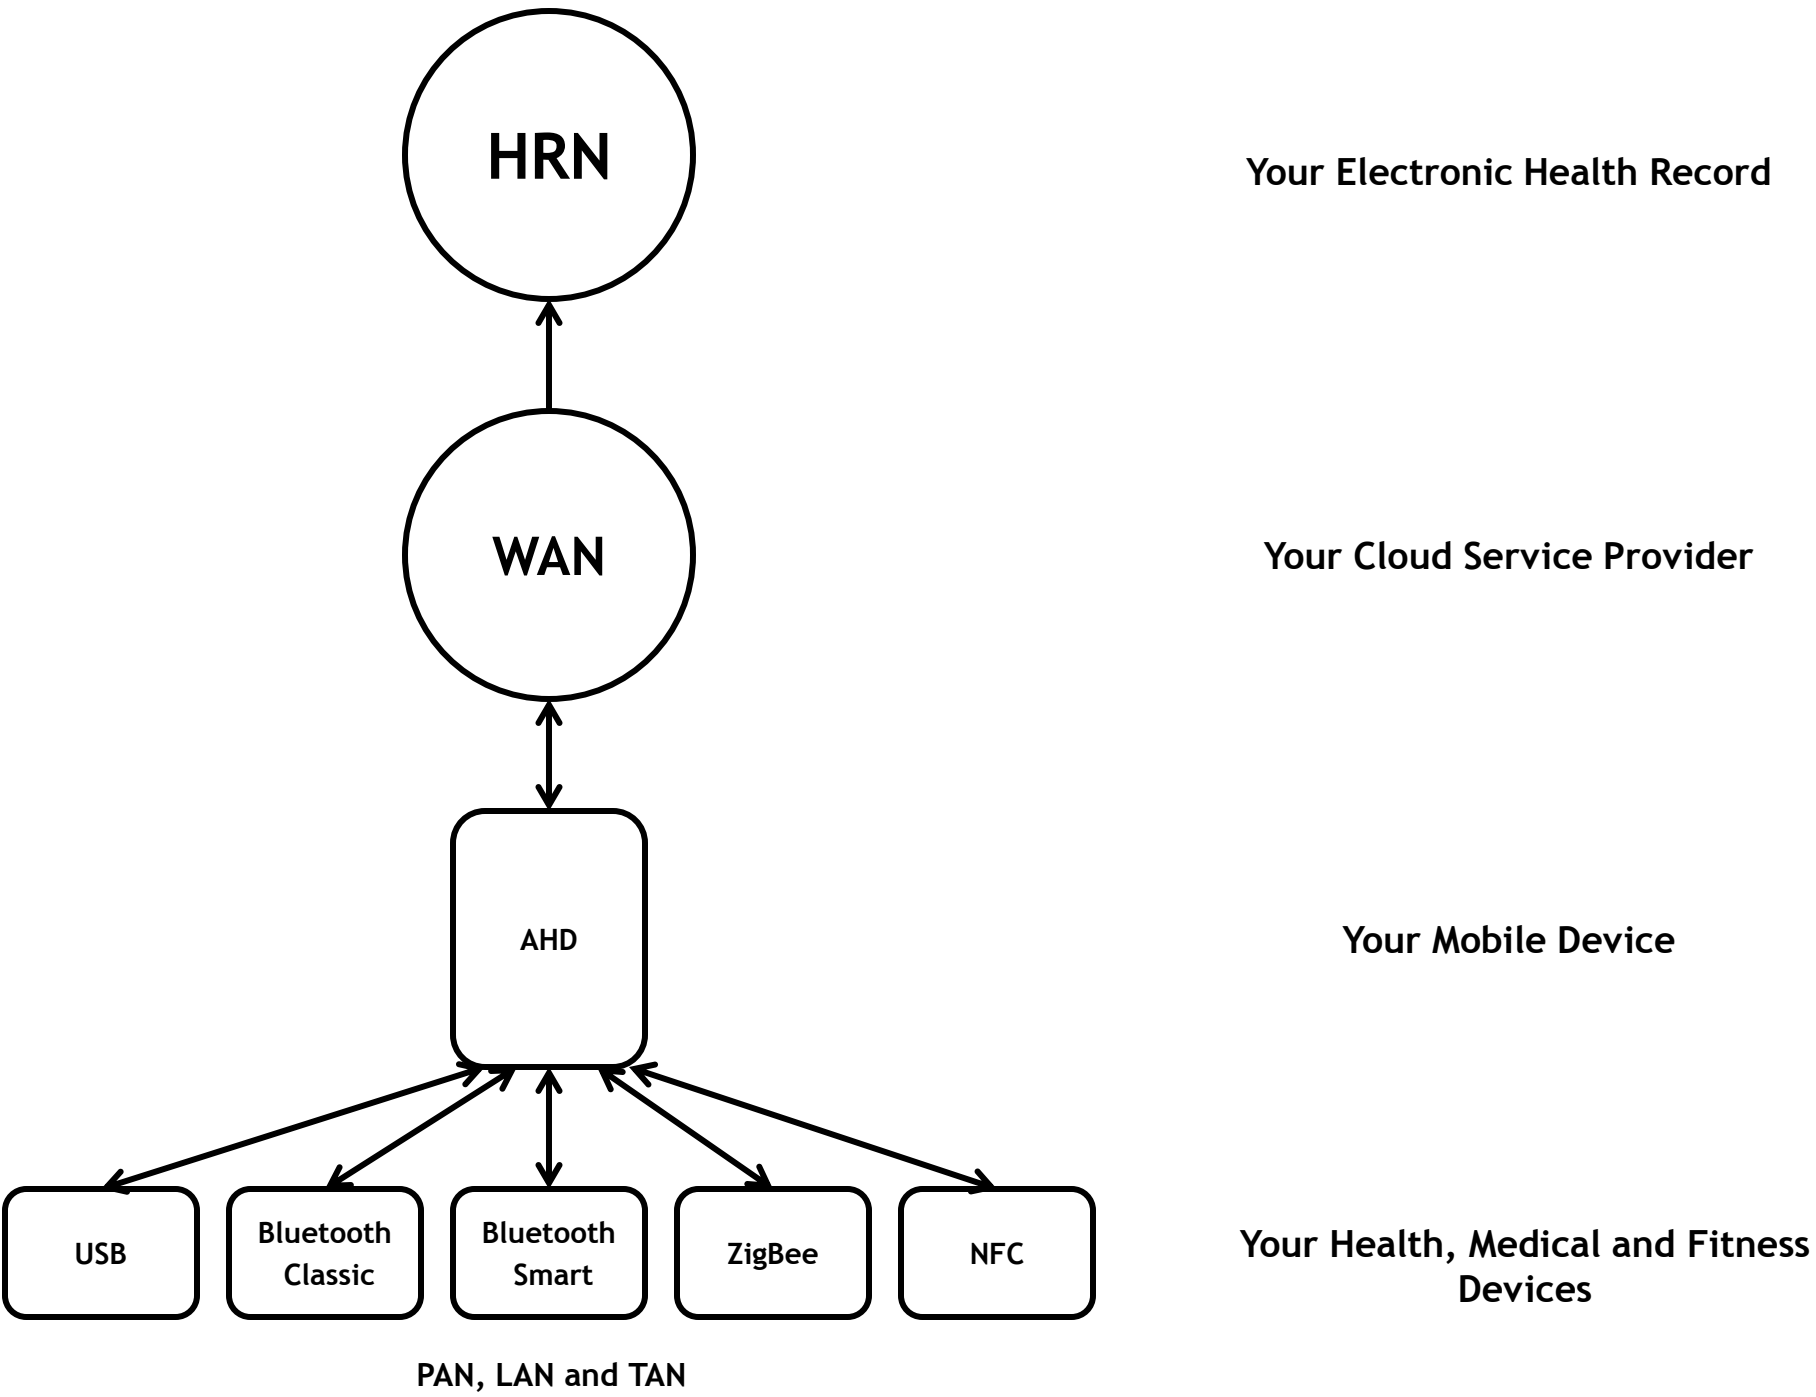 HRN
Your Electronic Health Record
WAN
Your Cloud Service Provider
AHD
Your Mobile Device
USB
Bluetooth
Classic
Bluetooth
Smart
ZigBee
NFC
Your Health, Medical and Fitness
Devices
PAN, LAN and TAN